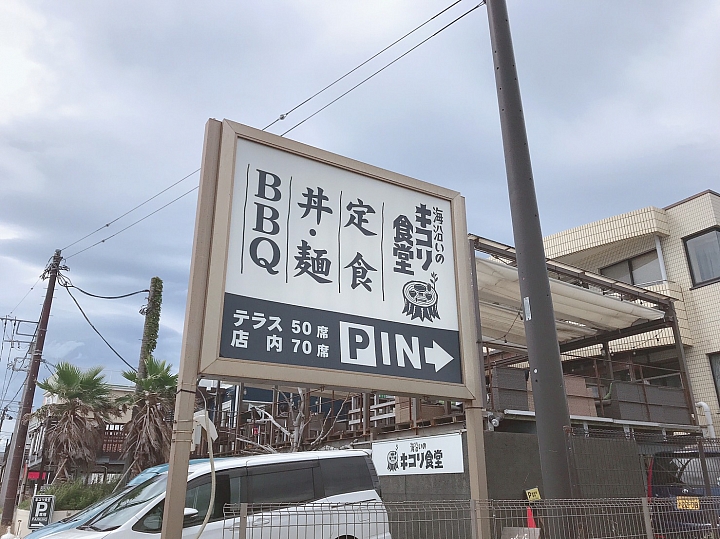 海沿いの
キコリ食堂
定食
丼・麺
BBQ
テラス 50席
店内 70席
P IN→
海沿いの
キコリ食堂
P